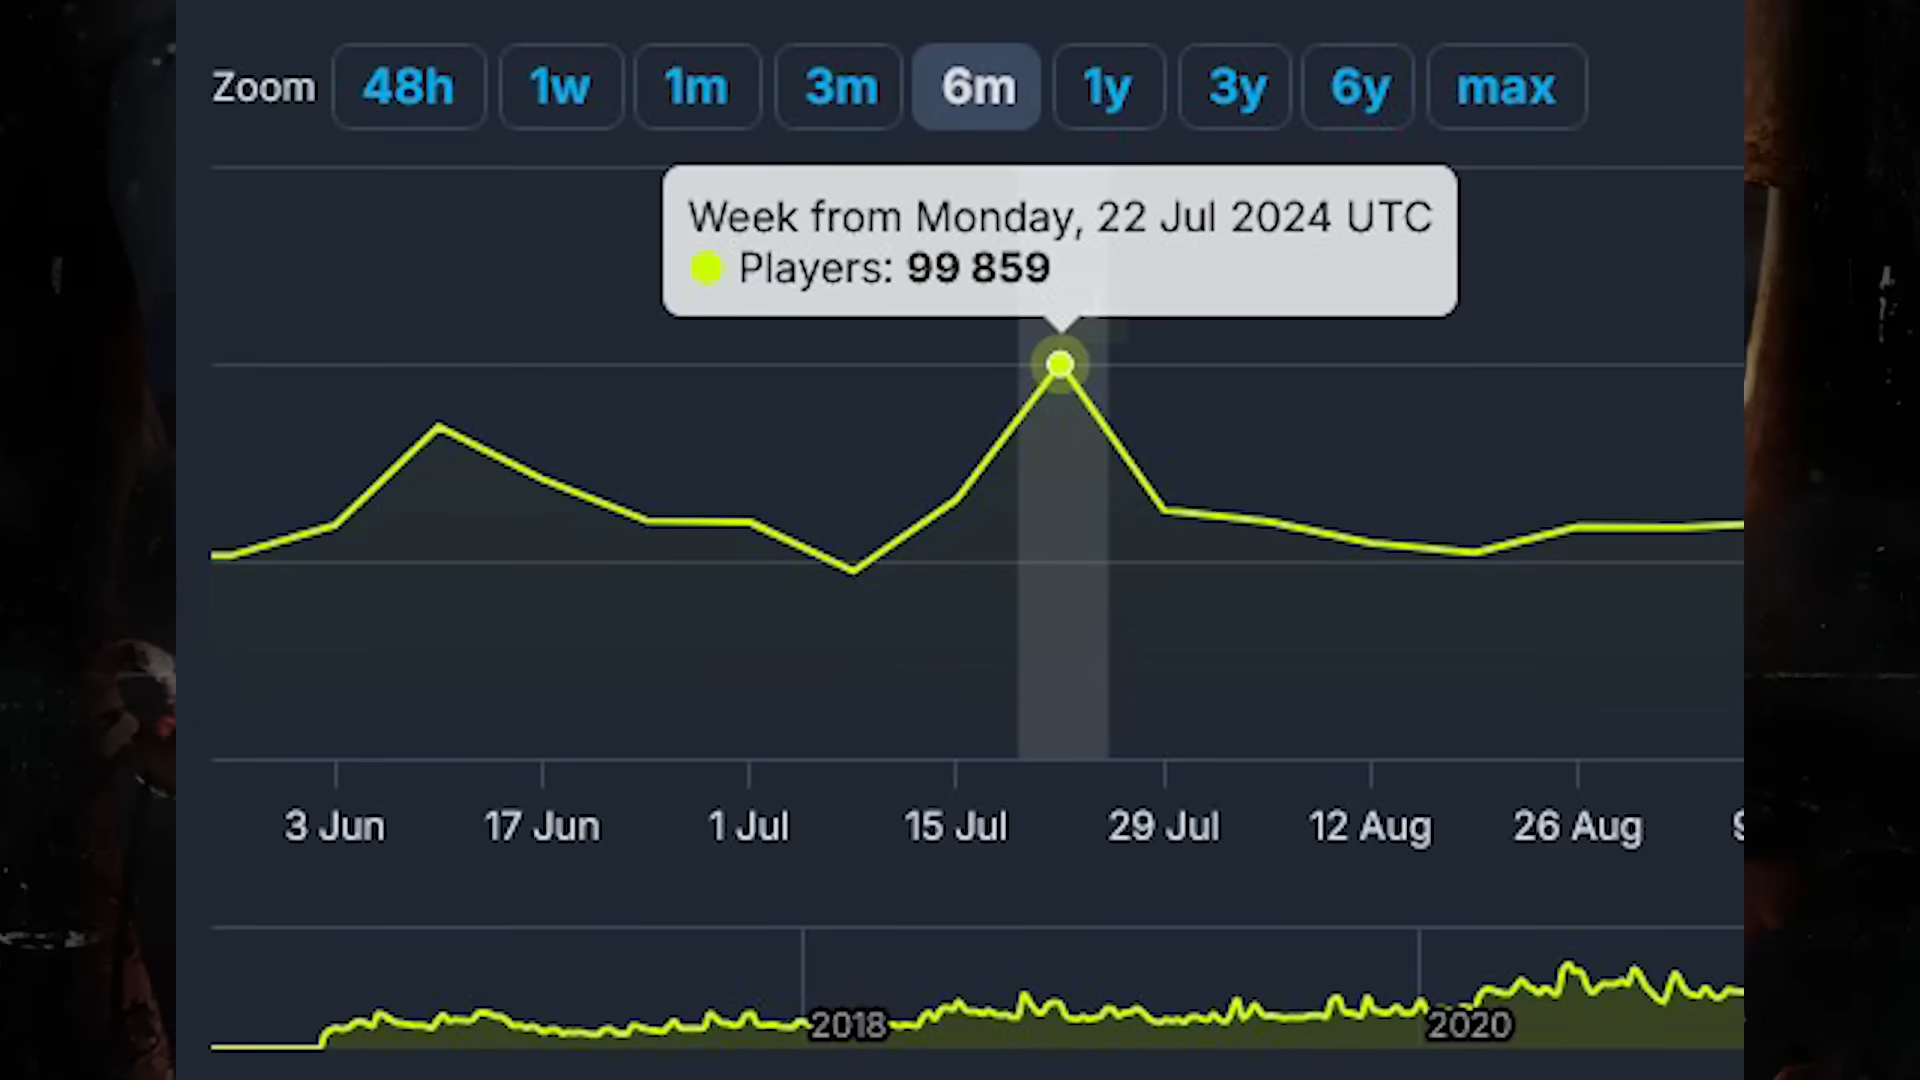 Zoom 48h 1w 1m 3m 6m 1y 3y 6y max
Week from Monday, 22 Jul 2024 UTC
Players: 99 859
3 Jun 17 Jun 1 Jul 15 Jul 29 Jul 12 Aug 26 Aug
2018 2020